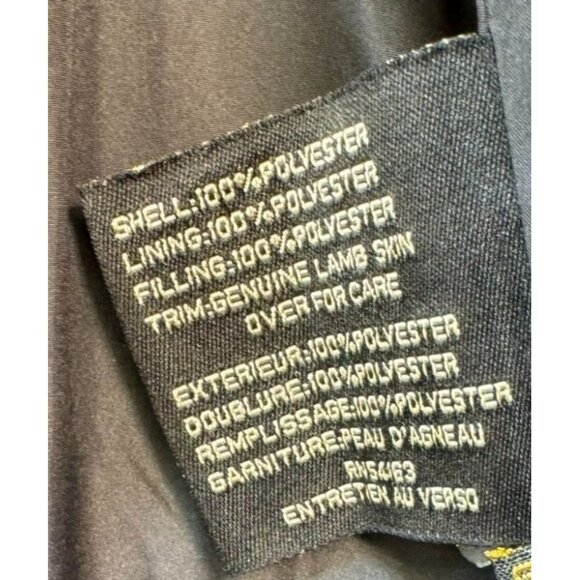 SHELL:100%POLYESTER
LINING:100%POLYESTER
FILLING:100%POLYESTER
TRIM:GENUINE LAMB SKIN
OVER FOR CARE
EXTERIEUR:100%POLYESTER
DOUBLURE:100%POLYESTER
REMPLISSAGE:100%POLYESTER
GARNITURE:PEAU D'AGNEAU
RN54163
ENTRETIEN AU VERSO